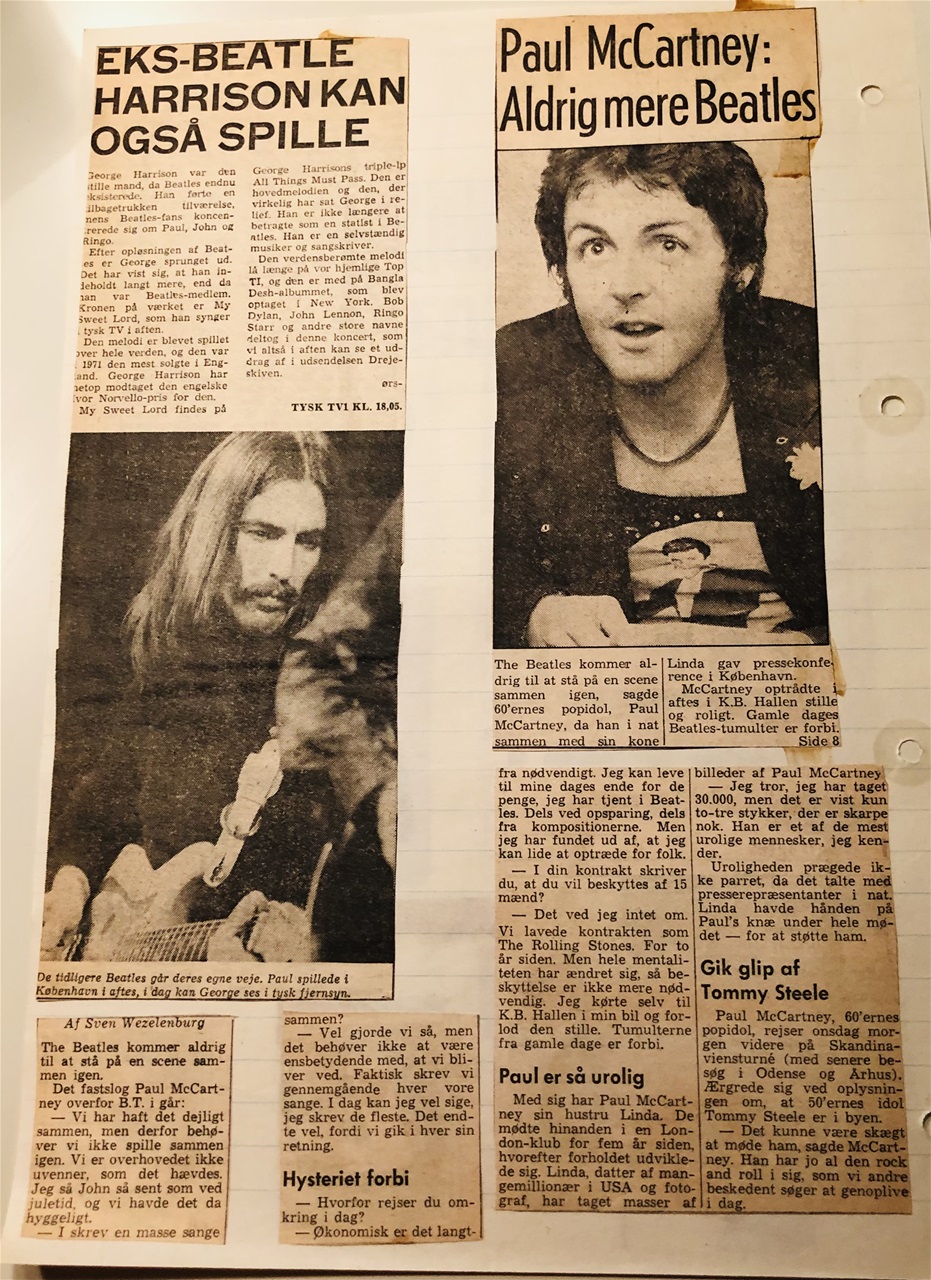 EKS-BEATLE
HARRISON KAN
OGSÅ SPILLE
George Harrison var den
stille mand, da Beatles endnu
eksisterede. Han førte en
tilbagetrukken tilværelse,
mens Beatles-fans koncen-
trerede sig om Paul, John og
Ringo.
Efter opløsningen af Beat-
es er George sprunget ud.
Det har vist sig, at han in-
deholdt langt mere, end da
han var Beatles-medlem.
Kronen på værket er My
Sweet Lord, som han synger
i tysk TV i aften.
Den melodi er blevet spillet
over hele verden, og den var
i 1971 den mest solgte i Eng-
and. George Harrison har
netop modtaget den engelske
Ivor Norvello-pris for den.
My Sweet Lord findes på
George Harrisons triple-lp
All Things Must Pass. Den er
hovedmelodien og den, der
virkelig har sat George i re-
lief. Han er ikke længere at
betragte som en statist i Be-
atles. Han er en selvstændig
musiker og sangskriver.
Den verdensberømte melodi
lå længe på vor hjemlige Top
TI, og den er med på Bangla
Desh-albummet, som blev
optaget i New York. Bob
Dylan, John Lennon, Ringo
Starr og andre store navne
deltog i denne koncert, som
vi altså i aften kan se et ud-
drag af i udsendelsen Dreje-
skiven.
ørs-
TYSK TV1 KL. 18,05.
De tidligere Beatles går deres egne veje. Paul spillede i
København i aftes, i dag kan George ses i tysk fjernsyn.
Paul McCartney:
Aldrig mere Beatles
The Beatles kommer al-
drig til at stå på en scene
sammen igen, sagde
60'ernes popidol, Paul
McCartney, da han i nat
sammen med sin kone
Linda gav pressekonfe-
rence i København.
McCartney optrådte i
aftes i K.B. Hallen stille
og roligt. Gamle dages
Beatles-tumulter er forbi.
Side 8
Af Sven Wezelenburg
The Beatles kommer aldrig
til at stå på en scene sam-
men igen.
Det fastslog Paul McCart-
ney overfor B.T. i går:
— Vi har haft det dejligt
sammen, men derfor behø-
ver vi ikke spille sammen
igen. Vi er overhovedet ikke
uvenner, som det hævdes.
Jeg så John så sent som ved
juletid, og vi havde det da
hyggeligt.
— I skrev en masse sange
sammen?
— Vel gjorde vi så, men
det behøver ikke at være
ensbetydende med, at vi bli-
ver ved. Faktisk skrev vi
gennemgående hver vore
sange. I dag kan jeg vel sige,
jeg skrev de fleste. Det end-
te vel, fordi vi gik i hver sin
retning.
Hysteriet forbi
— Hvorfor rejser du om-
kring i dag?
— Økonomisk er det langt-
fra nødvendigt. Jeg kan leve
til mine dages ende for de
penge, jeg har tjent i Beat-
les. Dels ved opsparing, dels
fra kompositionerne. Men
jeg har fundet ud af, at jeg
kan lide at optræde for folk.
— I din kontrakt skriver
du, at du vil beskyttes af 15
mænd?
— Det ved jeg intet om.
Vi lavede kontrakten som
The Rolling Stones. For to
år siden. Men hele mentali-
teten har ændret sig, så be-
skyttelse er ikke mere nød-
vendig. Jeg kørte selv til
K.B. Hallen i min bil og for-
lod den stille. Tumulterne
fra gamle dage er forbi.
Paul er så urolig
Med sig har Paul McCart-
ney sin hustru Linda. De
mødte hinanden i en Lon-
don-klub for fem år siden,
hvorefter forholdet udvikle-
de sig. Linda, datter af man-
gemillionær i USA og foto-
graf, har taget masser af
billeder af Paul McCartney
— Jeg tror, jeg har taget
30.000, men det er vist kun
to-tre stykker, der er skarpe
nok. Han er et af de mest
urolige mennesker, jeg ken-
der.
Uroligheden prægede ik-
ke parret, da det talte med
presserepræsentanter i nat.
Linda havde hånden på
Paul's knæ under hele mø-
det — for at støtte ham.
Gik glip af
Tommy Steele
Paul McCartney, 60'ernes
popidol, rejser onsdag mor-
gen videre på Skandina-
viensturné (med senere be-
søg i Odense og Århus).
Ærgrede sig ved oplysnin-
gen om, at 50'ernes idol
Tommy Steele er i byen.
— Det kunne være skægt
at møde ham, sagde McCart-
ney. Han har jo al den rock
and roll i sig, som vi andre
beskedent søger at genoplive
i dag.